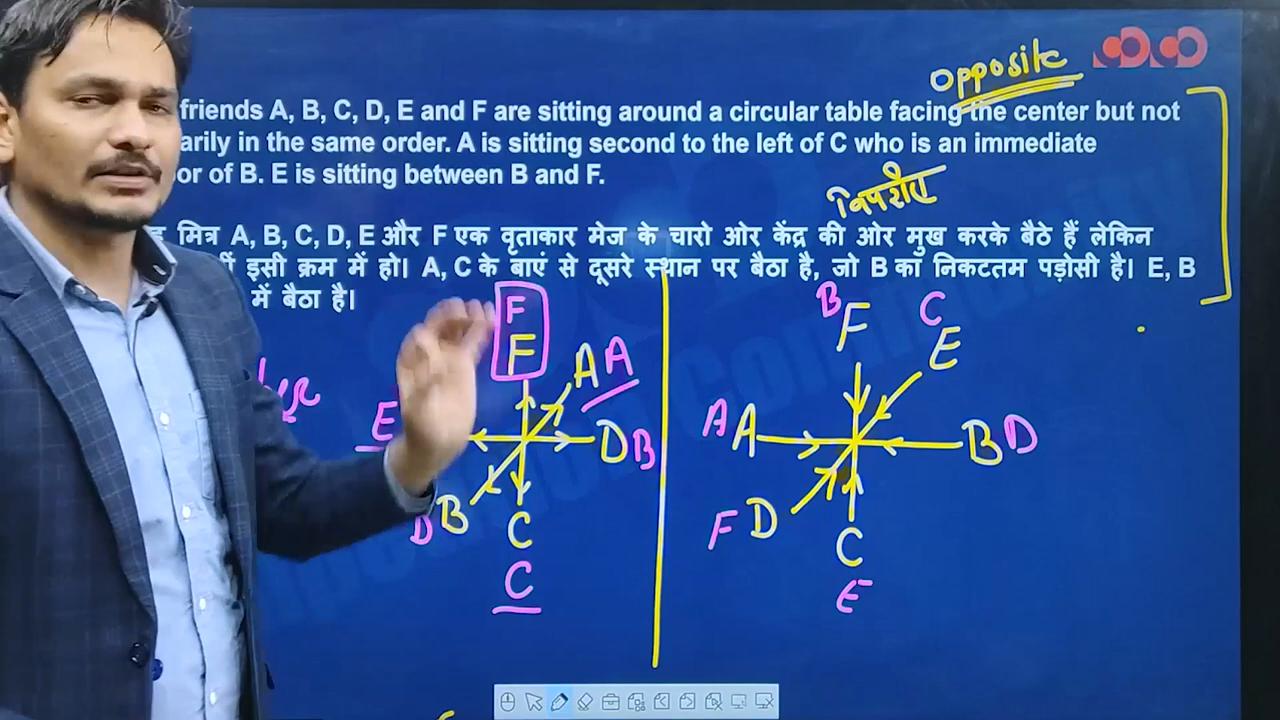 Opposite
friends A, B, C, D, E and F are sitting around a circular table facing the center but not
arily in the same order. A is sitting second to the left of C who is an immediate
or of B. E is sitting between B and F.
विपरीत
मित्र A, B, C, D, E और F एक वृताकार मेज के चारो ओर केंद्र की ओर मुख करके बैठे हैं लेकिन
इसी क्रम में हो। A, C के बाएं से दूसरे स्थान पर बैठा है, जो B का निकटतम पड़ोसी है। E, B
में बैठा है।
F
F
A A
E
D B
D B
C
C
B F
C E
A A
B D
F D
C
E